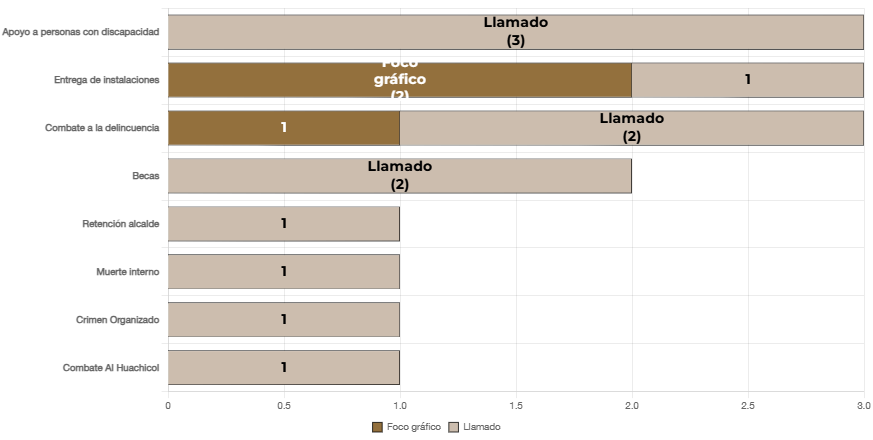 Llamado
Apoyo a personas con discapacidad
(3)
Foco
Entrega de instalaciones
gráfico
1
(2)
Combate a la delincuencia
1
Llamado
(2)
Becas
Llamado
(2)
Retención alcalde
1
Muerte interno
1
Crimen Organizado
1
Combate Al Huachicol
1
0
0.5
1.0
1.5
2.0
2.5
3.0
Foco gráfico
Llamado